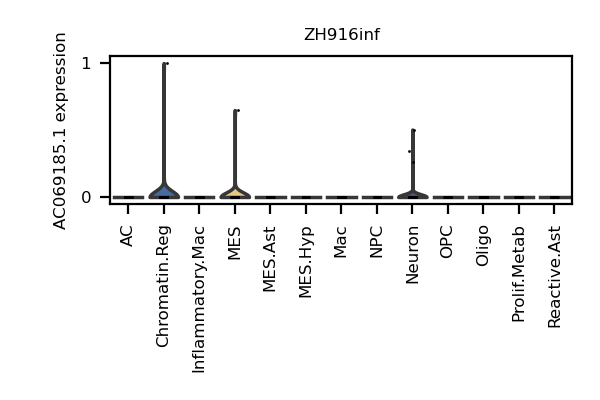 ZH916inf
AC069185.1 expression
1
0
AC
Chromatin.Reg
Inflammatory.Mac
MES
MES.Ast
MES.Hyp
Mac
NPC
Neuron
OPC
Oligo
Prolif.Metab
Reactive.Ast